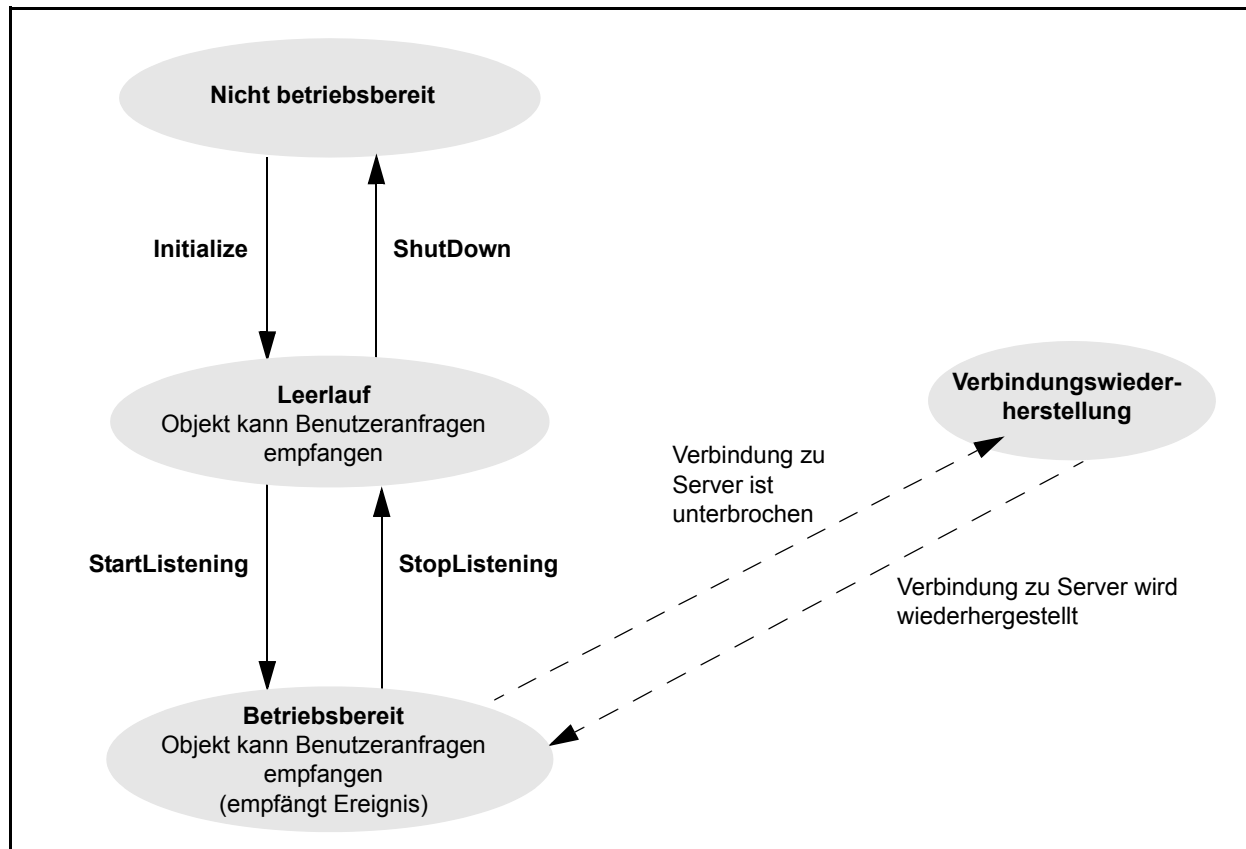 Nicht betriebsbereit
Initialize
ShutDown
Leerlauf
Objekt kann Benutzeranfragen
empfangen
Verbindungswieder-
herstellung
Verbindung zu
Server ist
unterbrochen
StartListening
StopListening
Verbindung zu Server wird
wiederhergestellt
Betriebsbereit
Objekt kann Benutzeranfragen
empfangen
(empfängt Ereignis)